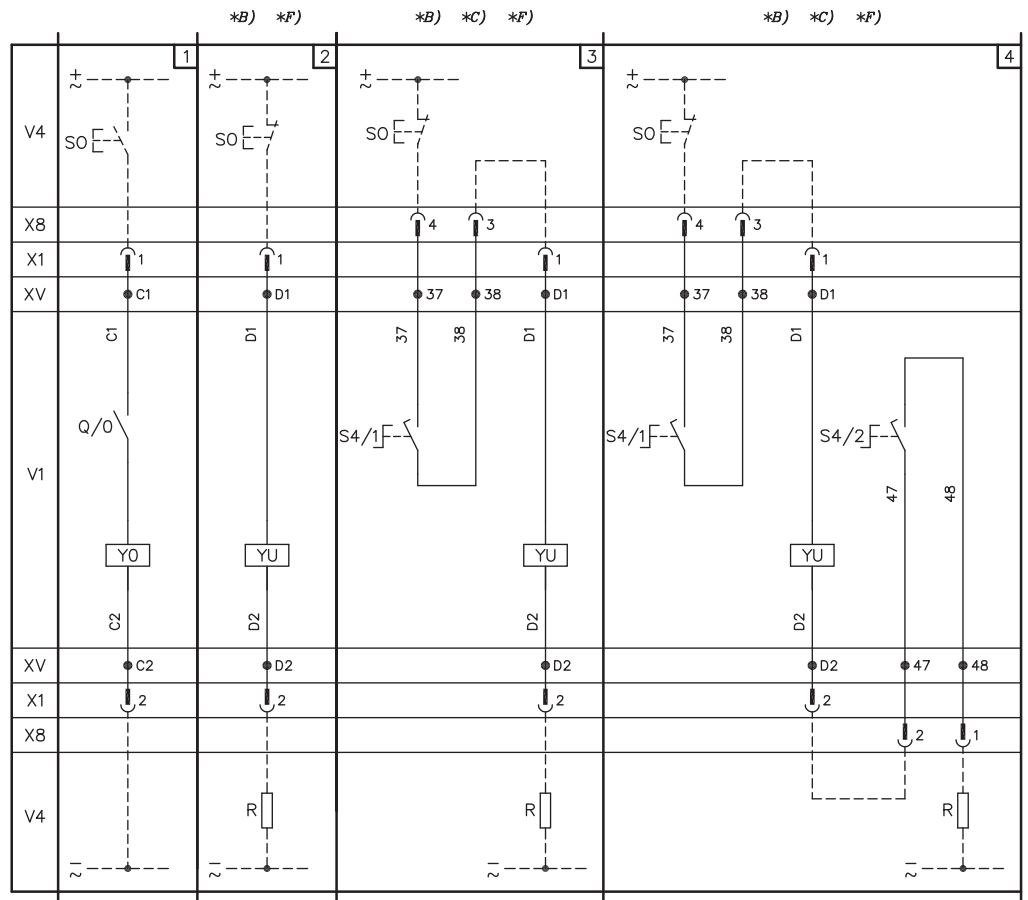 *B) *F) *B) *C) *F) *B) *C) *F)
1 2 3 4
+ ~ + ~ + ~ + ~
V4 SO SO SO SO
X8 4 3 4 3
X1 1 1 1 1
XV C1 D1 37 38 D1 37 38 D1
C1 D1 37 38 D1 37 38 D1
Q/0 S4/1 S4/1 S4/2
V1 47 48
YO YU YU YU
C2 D2 D2 D2
XV C2 D2 D2 D2 47 48
X1 2 2 2 2
X8 2 1
V4 R R R
− ~ − ~ − ~ − ~